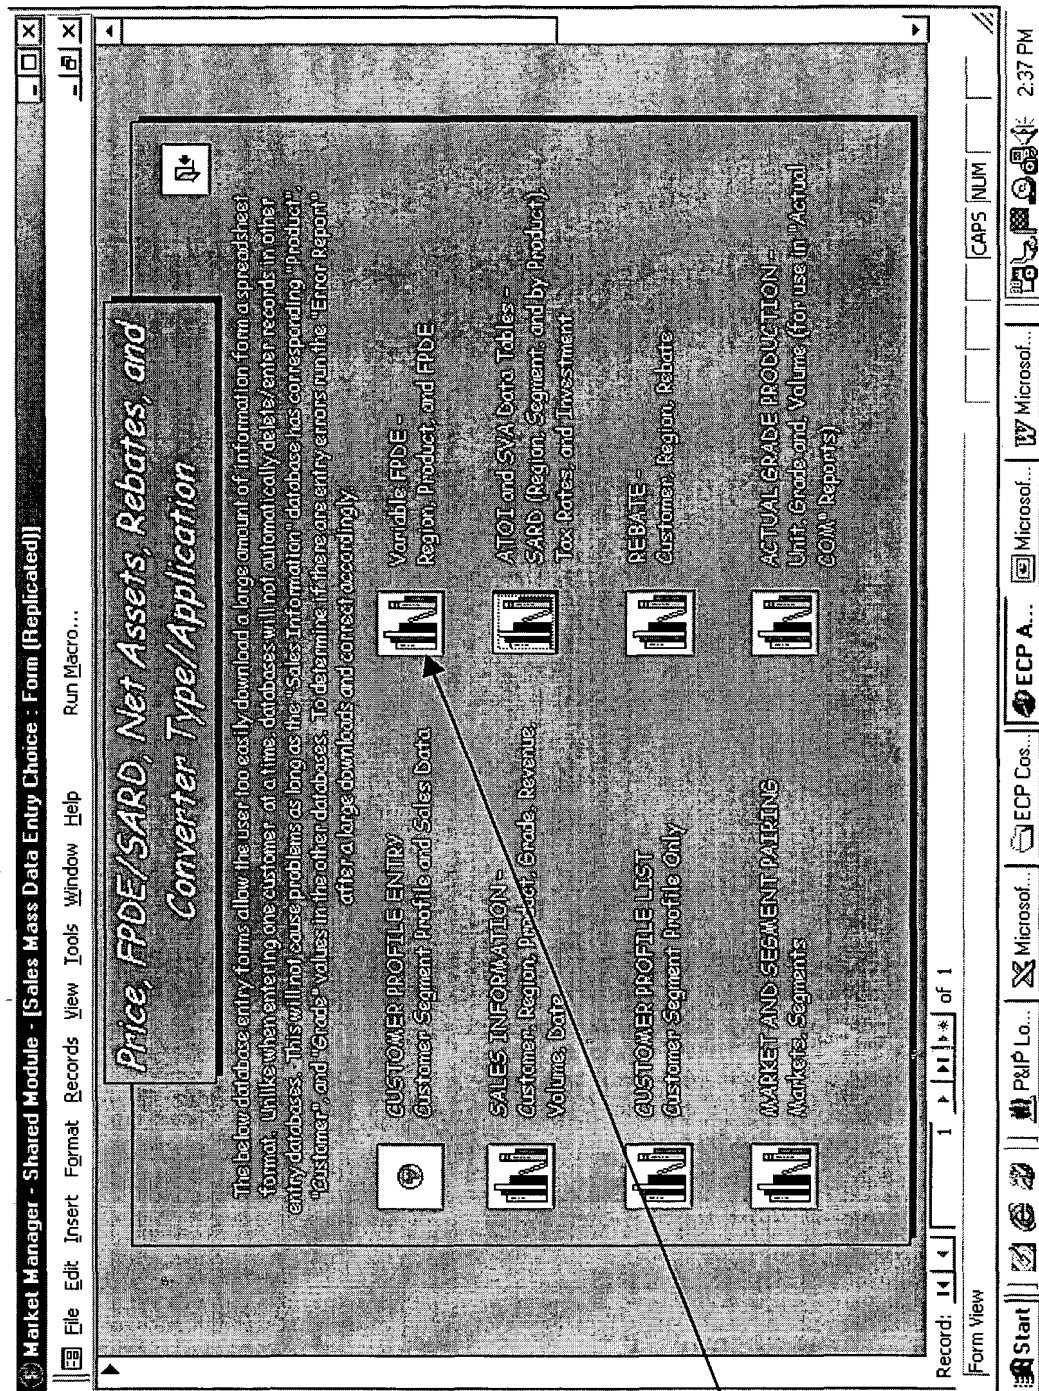 Market Manager - Shared Module - [Sales Mass Data Entry Choice : Form (Replicated)]
File Edit Insert Format Records View Tools Window Help Run Macro...
Price, FPDE/SARD, Net Assets, Rebates, and
Converter Type/Application
The below database entry forms allow the user too easily download a large amount of information form a spreadsheet
format. Unlike when entering one customer at a time databases will not automatically delete/enter records in other
entry databases. This will not cause problems as long as the "Sales Information" database has corresponding "Product",
"Customer", and "Grade" values in the other databases. To determine if there are entry errors run the "Error Report"
after a large downloads and correct accordingly.
CUSTOMER PROFILE ENTRY
Customer Segment Profile and Sales Data
Variable FPDE -
Region, Product, and FPDE
SALES INFORMATION -
Customer, Region, Product, Grade, Revenue,
Volume, Date
ATOI and SVA Data Tables -
SARD (Region, Segment, and by Product),
Tax Rates, and Investment
CUSTOMER PROFILE LIST
Customer Segment Profile Only
REBATE -
Customer, Region, Rebate
MARKET AND SEGMENT PAIRING
Markets, Segments
ACTUAL GRADE PRODUCTION -
Unit, Grade and, Volume (for use in "Actual
COM" Reports)
Record: 1 of 1
Form View CAPS NUM
Start P&P Lo... Microsof... ECP Cos... ECP A... Microsof... Microsof... 2:37 PM